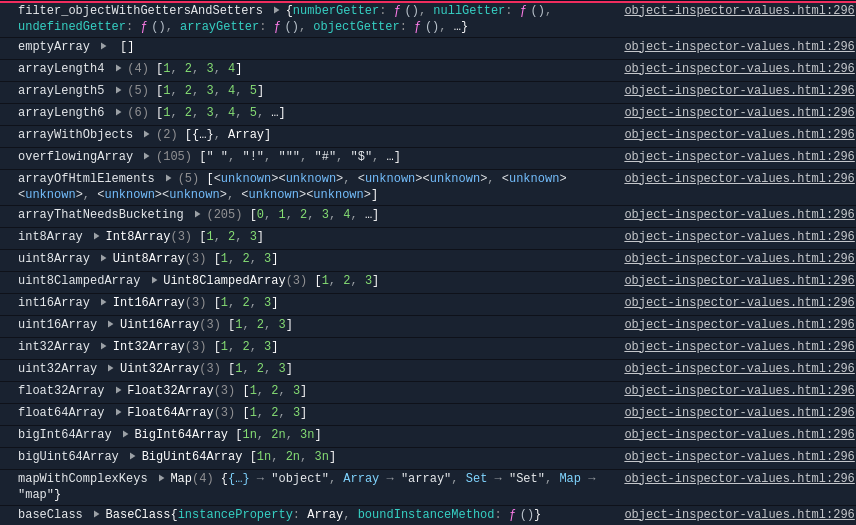 filter_objectWithGettersAndSetters ▶ {numberGetter: ƒ (), nullGetter: ƒ (), object-inspector-values.html:296
undefinedGetter: ƒ (), arrayGetter: ƒ (), objectGetter: ƒ (), …}
emptyArray ▶ [] object-inspector-values.html:296
arrayLength4 ▶ (4) [1, 2, 3, 4] object-inspector-values.html:296
arrayLength5 ▶ (5) [1, 2, 3, 4, 5] object-inspector-values.html:296
arrayLength6 ▶ (6) [1, 2, 3, 4, 5, …] object-inspector-values.html:296
arrayWithObjects ▶ (2) [{…}, Array] object-inspector-values.html:296
overflowingArray ▶ (105) [" ", "!", """, "#", "$", …] object-inspector-values.html:296
arrayOfHtmlElements ▶ (5) [<unknown><unknown>, <unknown><unknown>, <unknown> object-inspector-values.html:296
<unknown>, <unknown><unknown>, <unknown><unknown>]
arrayThatNeedsBucketing ▶ (205) [0, 1, 2, 3, 4, …] object-inspector-values.html:296
int8Array ▶ Int8Array(3) [1, 2, 3] object-inspector-values.html:296
uint8Array ▶ Uint8Array(3) [1, 2, 3] object-inspector-values.html:296
uint8ClampedArray ▶ Uint8ClampedArray(3) [1, 2, 3] object-inspector-values.html:296
int16Array ▶ Int16Array(3) [1, 2, 3] object-inspector-values.html:296
uint16Array ▶ Uint16Array(3) [1, 2, 3] object-inspector-values.html:296
int32Array ▶ Int32Array(3) [1, 2, 3] object-inspector-values.html:296
uint32Array ▶ Uint32Array(3) [1, 2, 3] object-inspector-values.html:296
float32Array ▶ Float32Array(3) [1, 2, 3] object-inspector-values.html:296
float64Array ▶ Float64Array(3) [1, 2, 3] object-inspector-values.html:296
bigInt64Array ▶ BigInt64Array [1n, 2n, 3n] object-inspector-values.html:296
bigUint64Array ▶ BigUint64Array [1n, 2n, 3n] object-inspector-values.html:296
mapWithComplexKeys ▶ Map(4) {{…} → "object", Array → "array", Set → "Set", Map → object-inspector-values.html:296
"map"}
baseClass ▶ BaseClass{instanceProperty: Array, boundInstanceMethod: ƒ ()} object-inspector-values.html:296